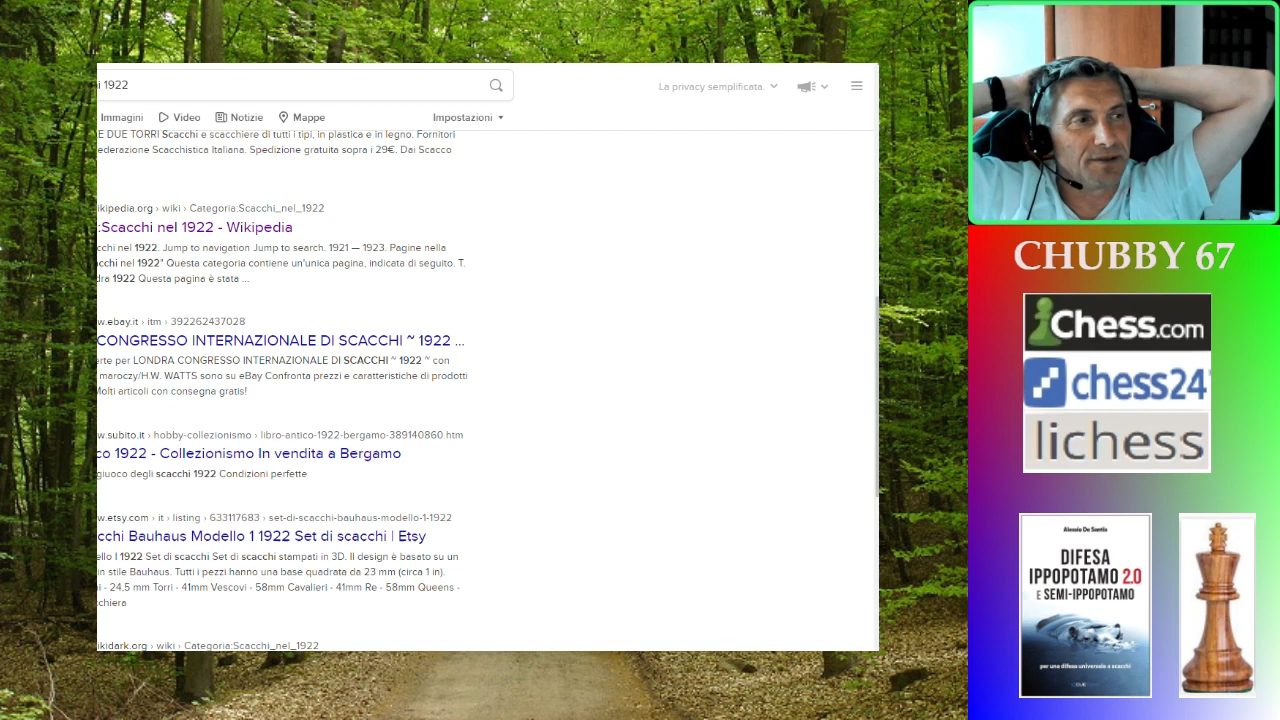 i 1922
La privacy semplificata.
Immagini Video Notizie Mappe Impostazioni
E DUE TORRI Scacchi e scacchiere di tutti i tipi, in plastica e in legno. Fornitori
ederazione Scacchistica Italiana. Spedizione gratuita sopra i 29€. Dai Scacco
ikipedia.org › wiki › Categoria:Scacchi_nel_1922
:Scacchi nel 1922 - Wikipedia
cchi nel 1922. Jump to navigation Jump to search. 1921 — 1923. Pagine nella
cchi nel 1922" Questa categoria contiene un'unica pagina, indicata di seguito. T.
dra 1922 Questa pagina è stata ...
w.ebay.it › itm › 392262437028
CONGRESSO INTERNAZIONALE DI SCACCHI ~ 1922 ...
erte per LONDRA CONGRESSO INTERNAZIONALE DI SCACCHI ~ 1922 ~ con
maroczy/H.W. WATTS sono su eBay Confronta prezzi e caratteristiche di prodotti
Molti articoli con consegna gratis!
w.subito.it › hobby-collezionismo › libro-antico-1922-bergamo-389140860.htm
co 1922 - Collezionismo In vendita a Bergamo
giuoco degli scacchi 1922 Condizioni perfette
w.etsy.com › it › listing › 633117683 › set-di-scacchi-bauhaus-modello-1-1922
cchi Bauhaus Modello 1 1922 Set di scacchi | Etsy
ello I 1922 Set di scacchi Set di scacchi stampati in 3D. Il design è basato su un
in stile Bauhaus. Tutti i pezzi hanno una base quadrata da 23 mm (circa 1 in).
i - 24,5 mm Torri - 41mm Vescovi - 58mm Cavalieri - 41mm Re - 58mm Queens -
chiera
ikidark.org › wiki › Categoria:Scacchi_nel_1922
CHUBBY 67
Chess.com
chess24
lichess
Alessio De Santis
DIFESA
IPPOPOTAMO 2.0
E SEMI-IPPOPOTAMO
per una difesa universale a scacchi